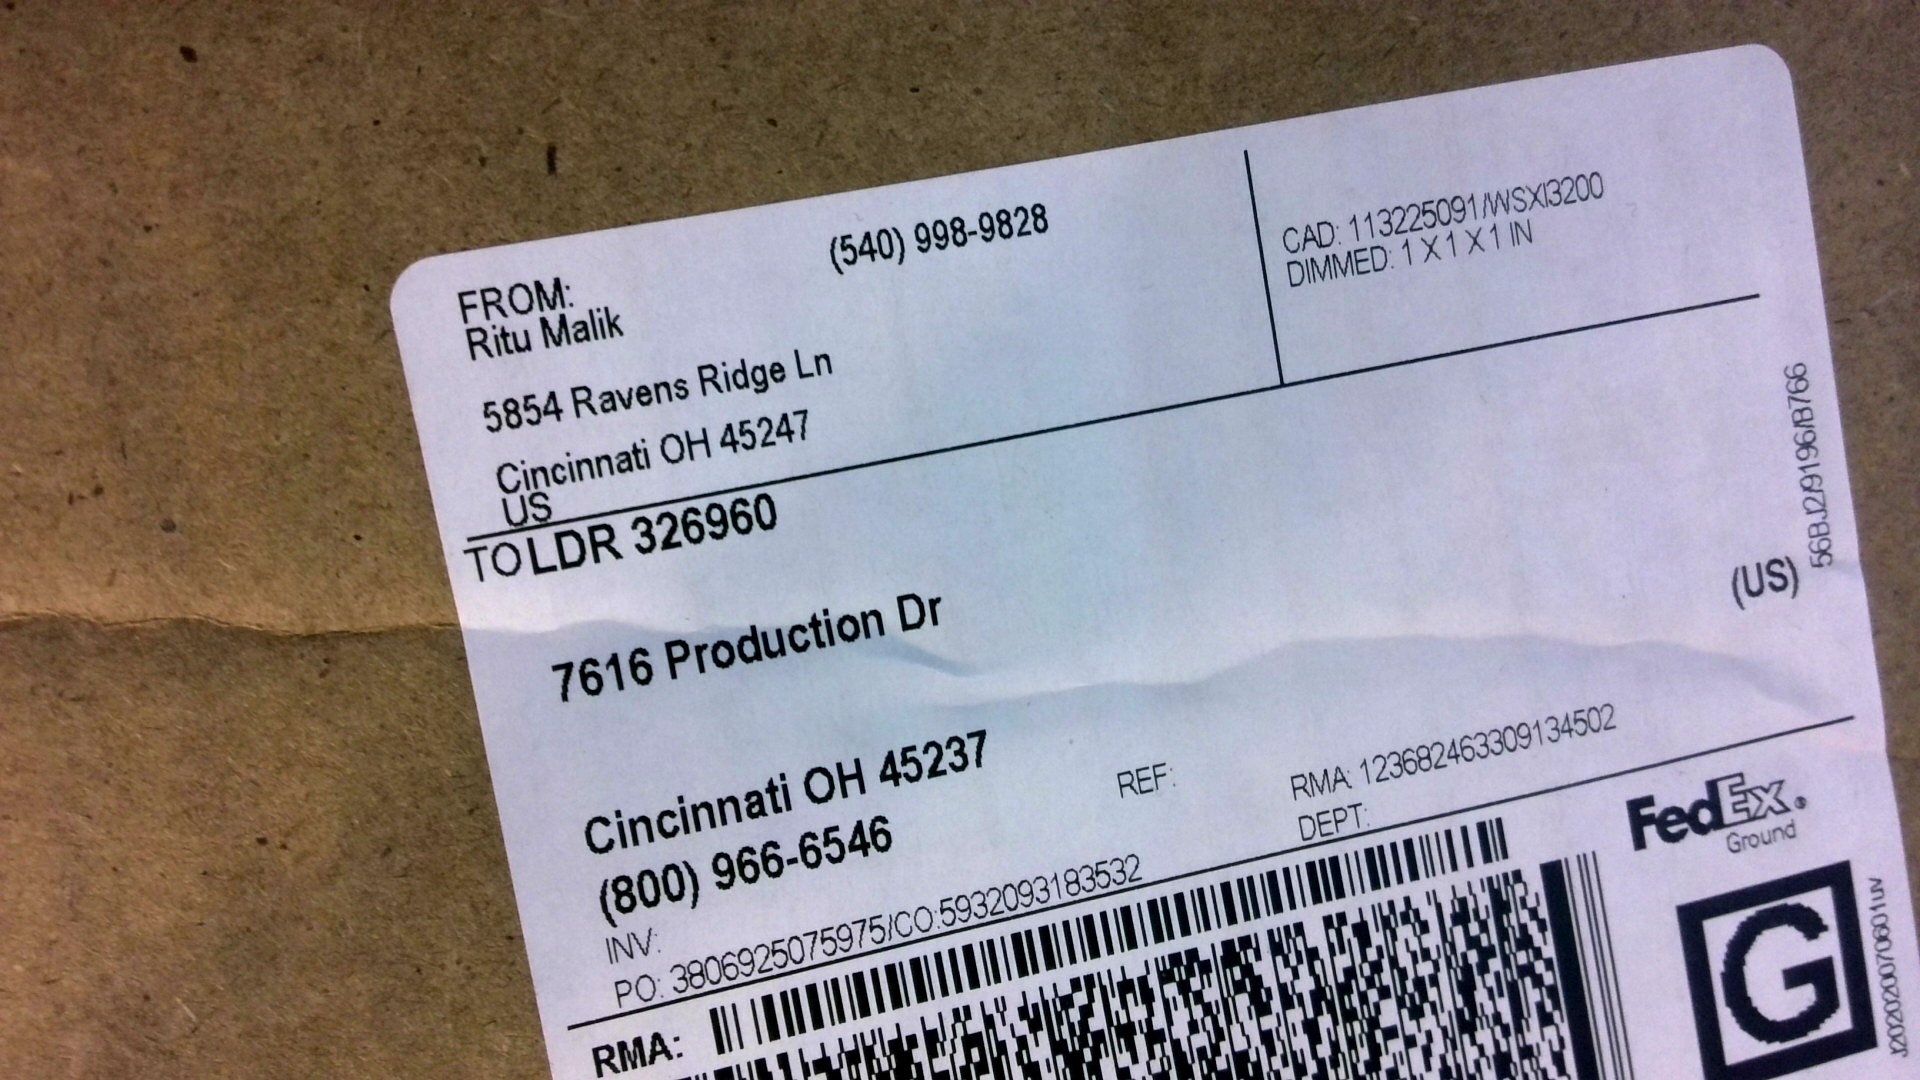 FROM:
(540) 998-9828
Ritu Malik
5854 Ravens Ridge Ln
Cincinnati OH 45247
US
CAD: 113225091/WSXI3200
DIMMED: 1 X 1 X 1 IN
TO LDR 326960
7616 Production Dr
(US)
56BJ2/9196/B766
Cincinnati OH 45237
(800) 966-6546
REF:
RMA: 123682463309134502
DEPT:
INV:
PO: 3806925075975/CO:5932093183532
RMA:
FedEx®
Ground
G
J202020070601uv